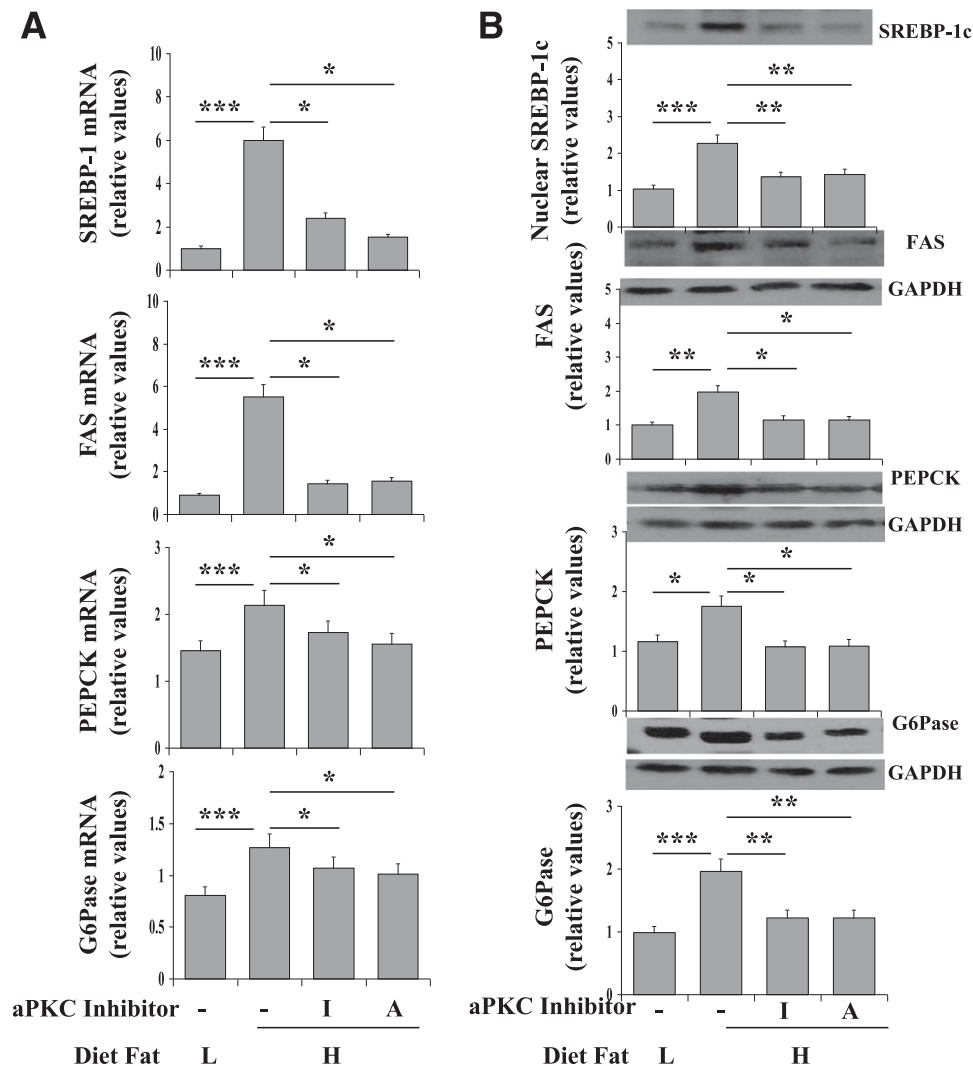 A
SREBP-1 mRNA
(relative values)
10
8
6
4
2
0
***
*
*
FAS mRNA
(relative values)
10
8
6
4
2
0
***
*
*
PEPCK mRNA
(relative values)
3
2
1
0
***
*
*
G6Pase mRNA
(relative values)
2
1.5
1
0.5
0
***
*
*
aPKC Inhibitor - - I A
Diet Fat L H
B
SREBP-1c
Nuclear SREBP-1c
(relative values)
5
4
3
2
1
0
***
**
**
FAS
GAPDH
FAS
(relative values)
5
4
3
2
1
0
**
*
*
PEPCK
GAPDH
PEPCK
(relative values)
3
2
1
0
*
*
*
G6Pase
GAPDH
G6Pase
(relative values)
3
2
1
0
***
**
**
aPKC Inhibitor - - I A
Diet Fat L H